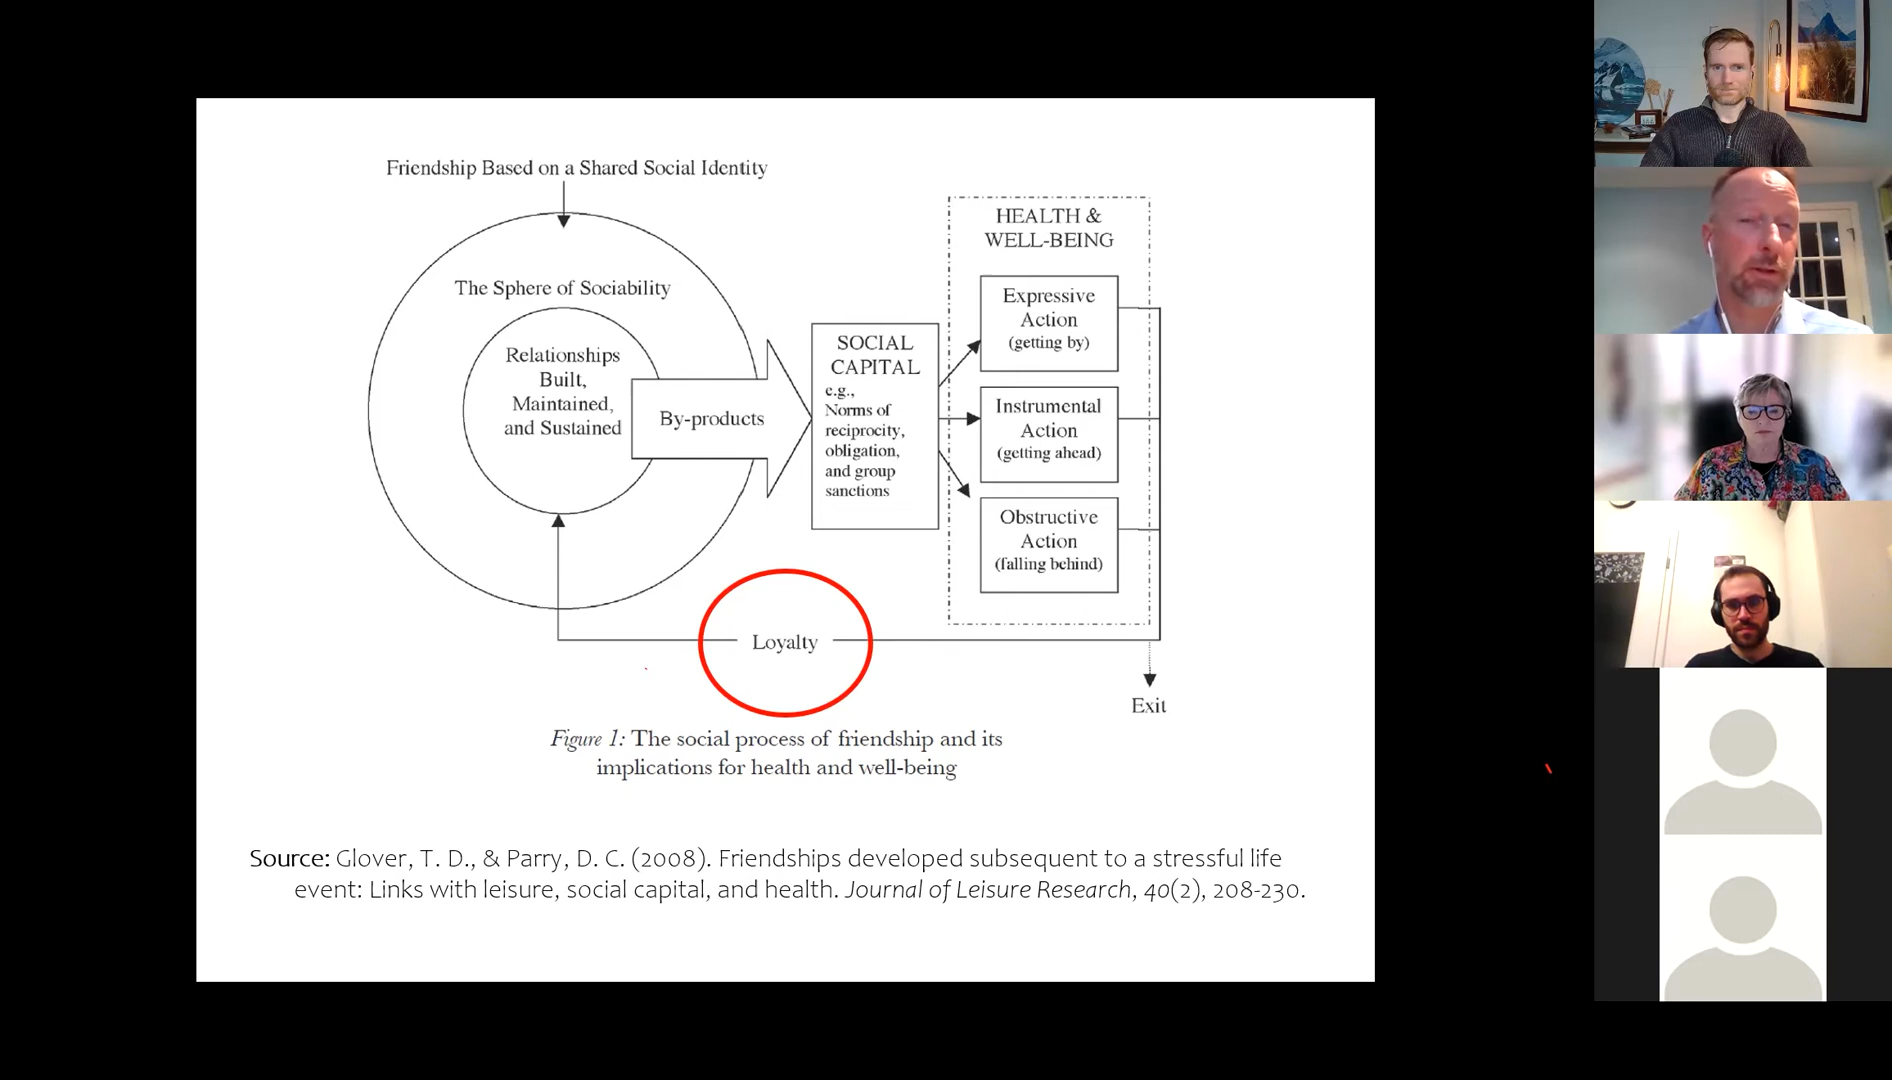 Friendship Based on a Shared Social Identity
The Sphere of Sociability
Relationships
Built,
Maintained,
and Sustained
By-products
SOCIAL
CAPITAL
e.g.,
Norms of
reciprocity,
obligation,
and group
sanctions
HEALTH &
WELL-BEING
Expressive
Action
(getting by)
Instrumental
Action
(getting ahead)
Obstructive
Action
(falling behind)
Loyalty
Exit
Figure 1: The social process of friendship and its
implications for health and well-being
Source: Glover, T. D., & Parry, D. C. (2008). Friendships developed subsequent to a stressful life
event: Links with leisure, social capital, and health. Journal of Leisure Research, 40(2), 208-230.